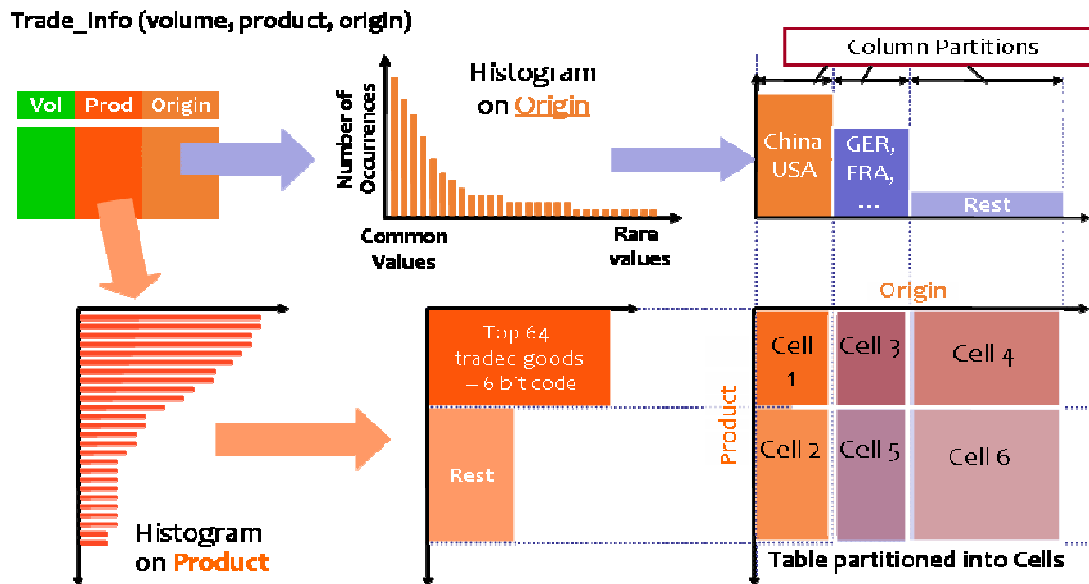 Trade_Info (volume, product, origin)
Column Partitions
Vol Prod Origin
Number of
Occurrences
Histogram
on Origin
Common
Values
Rare
values
China
USA
GER,
FRA,
...
Rest
Origin
Top 64
traded goods
– 6 bit code
Rest
Product
Cell
1
Cell 3
Cell 4
Cell 2
Cell 5
Cell 6
Histogram
on Product
Table partitioned into Cells